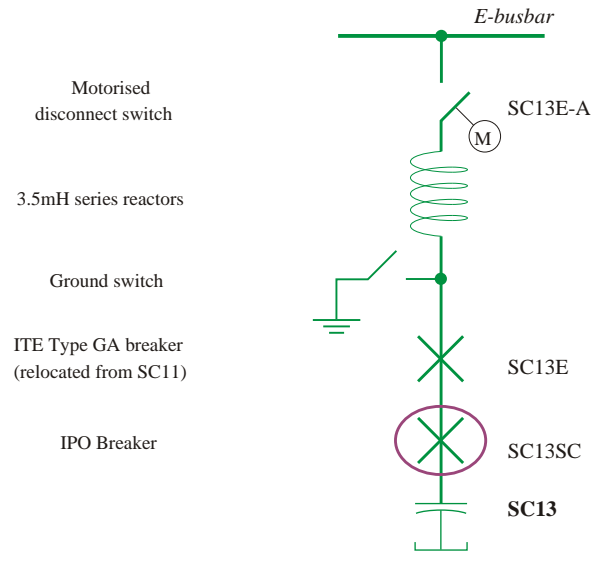 E-busbar
Motorised
disconnect switch
SC13E-A
M
3.5mH series reactors
Ground switch
ITE Type GA breaker
(relocated from SC11)
SC13E
IPO Breaker
SC13SC
SC13